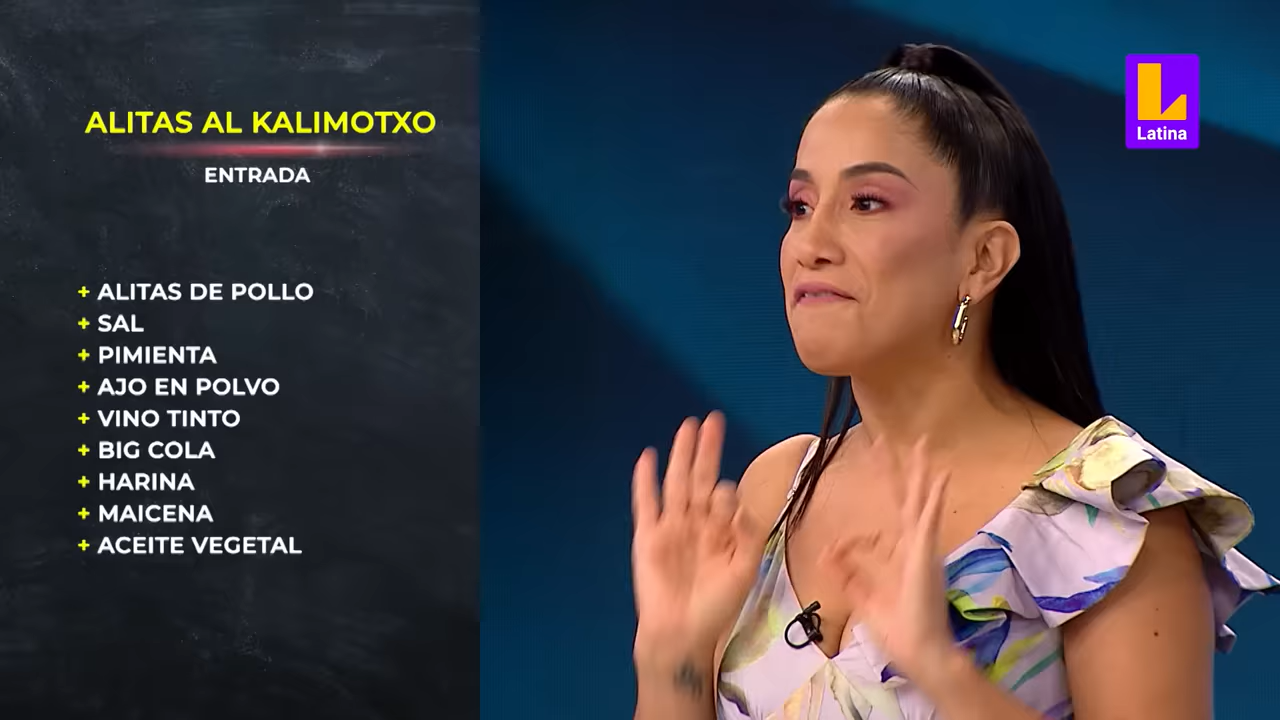 ALITAS AL KALIMOTXO
ENTRADA
+ ALITAS DE POLLO
+ SAL
+ PIMIENTA
+ AJO EN POLVO
+ VINO TINTO
+ BIG COLA
+ HARINA
+ MAICENA
+ ACEITE VEGETAL
L
Latina